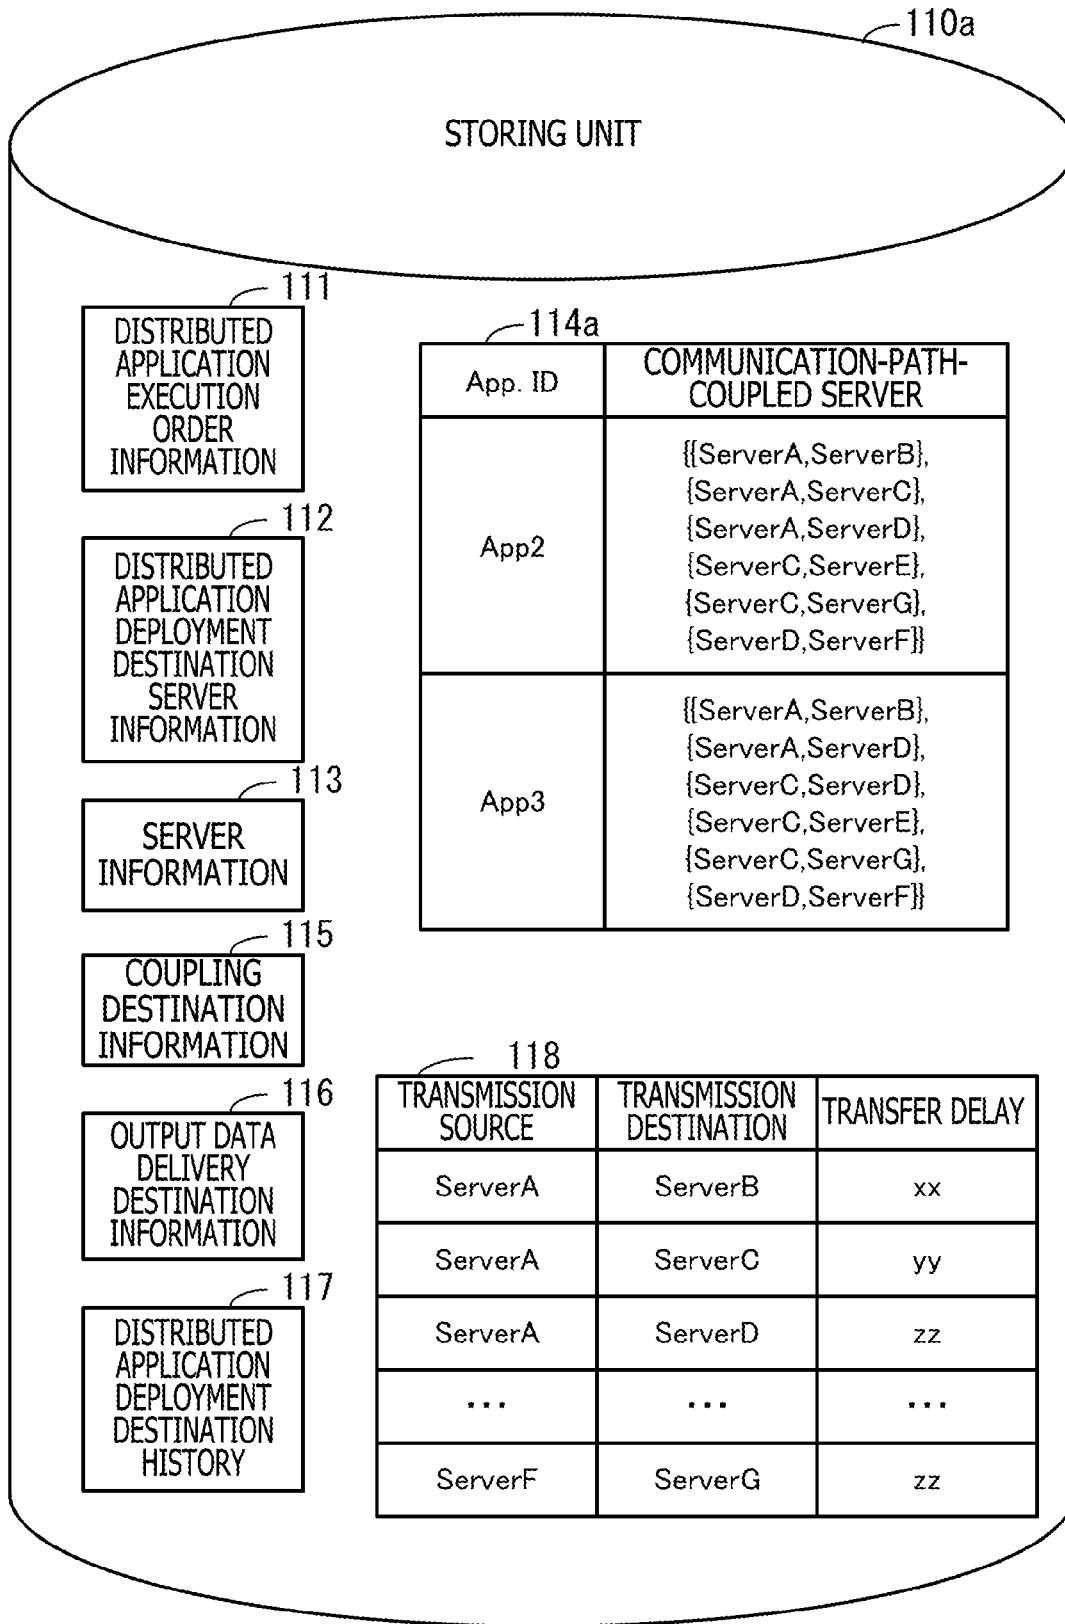 110a
STORING UNIT
111
DISTRIBUTED
APPLICATION
EXECUTION
ORDER
INFORMATION
112
DISTRIBUTED
APPLICATION
DEPLOYMENT
DESTINATION
SERVER
INFORMATION
113
SERVER
INFORMATION
115
COUPLING
DESTINATION
INFORMATION
116
OUTPUT DATA
DELIVERY
DESTINATION
INFORMATION
117
DISTRIBUTED
APPLICATION
DEPLOYMENT
DESTINATION
HISTORY
114a
App. ID
COMMUNICATION-PATH-
COUPLED SERVER
App2
{{ServerA,ServerB},
{ServerA,ServerC},
{ServerA,ServerD},
{ServerC,ServerE},
{ServerC,ServerG},
{ServerD,ServerF}}
App3
{{ServerA,ServerB},
{ServerA,ServerD},
{ServerC,ServerD},
{ServerC,ServerE},
{ServerC,ServerG},
{ServerD,ServerF}}
118
TRANSMISSION
SOURCE
TRANSMISSION
DESTINATION
TRANSFER DELAY
ServerA ServerB xx
ServerA ServerC yy
ServerA ServerD zz
... ... ...
ServerF ServerG zz